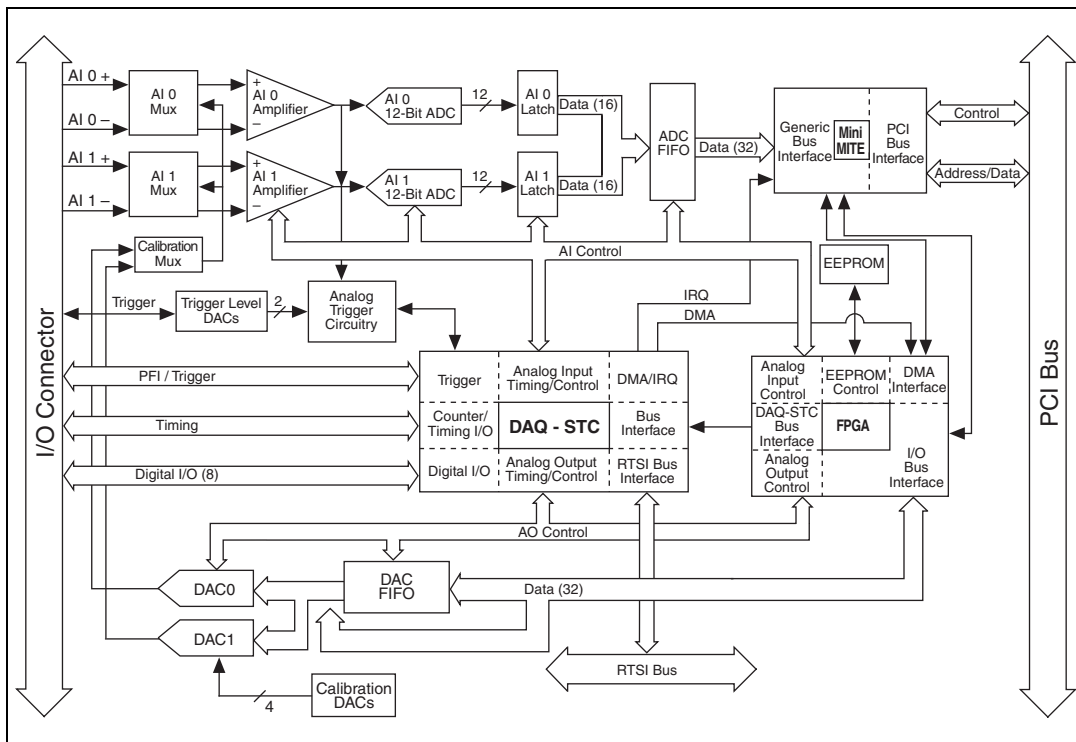 I/O Connector
AI 0 +
AI 0 –
AI 0
Mux
+
AI 0
Amplifier
–
AI 0
12-Bit ADC
12
AI 0
Latch
Data (16)
AI 1 +
AI 1 –
AI 1
Mux
+
AI 1
Amplifier
–
AI 1
12-Bit ADC
12
AI 1
Latch
Data (16)
ADC
FIFO
Data (32)
Generic
Bus
Interface
Mini
MITE
PCI
Bus
Interface
Control
Address/Data
PCI Bus
Calibration
Mux
AI Control
EEPROM
Trigger
Trigger Level
DACs
2
Analog
Trigger
Circuitry
IRQ
DMA
PFI / Trigger
Timing
Digital I/O (8)
Trigger
Analog Input
Timing/Control
DMA/IRQ
Counter/
Timing I/O
DAQ - STC
Bus
Interface
Digital I/O
Analog Output
Timing/Control
RTSI Bus
Interface
Analog
Input
Control
EEPROM
Control
DMA
Interface
DAQ-STC
Bus
Interface
FPGA
Analog
Output
Control
I/O
Bus
Interface
AO Control
DAC0
DAC
FIFO
Data (32)
DAC1
RTSI Bus
4
Calibration
DACs